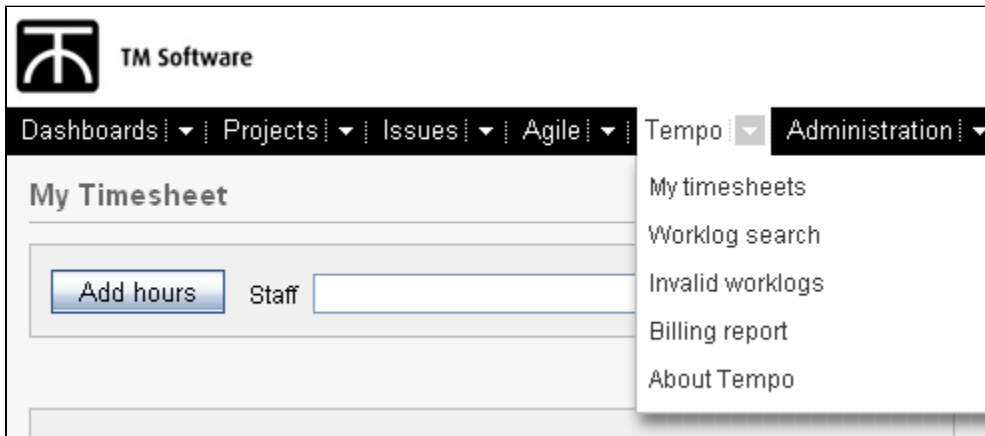 TM Software
Dashboards Projects Issues Agile Tempo Administration
My Timesheet
Add hours Staff
My timesheets
Worklog search
Invalid worklogs
Billing report
About Tempo